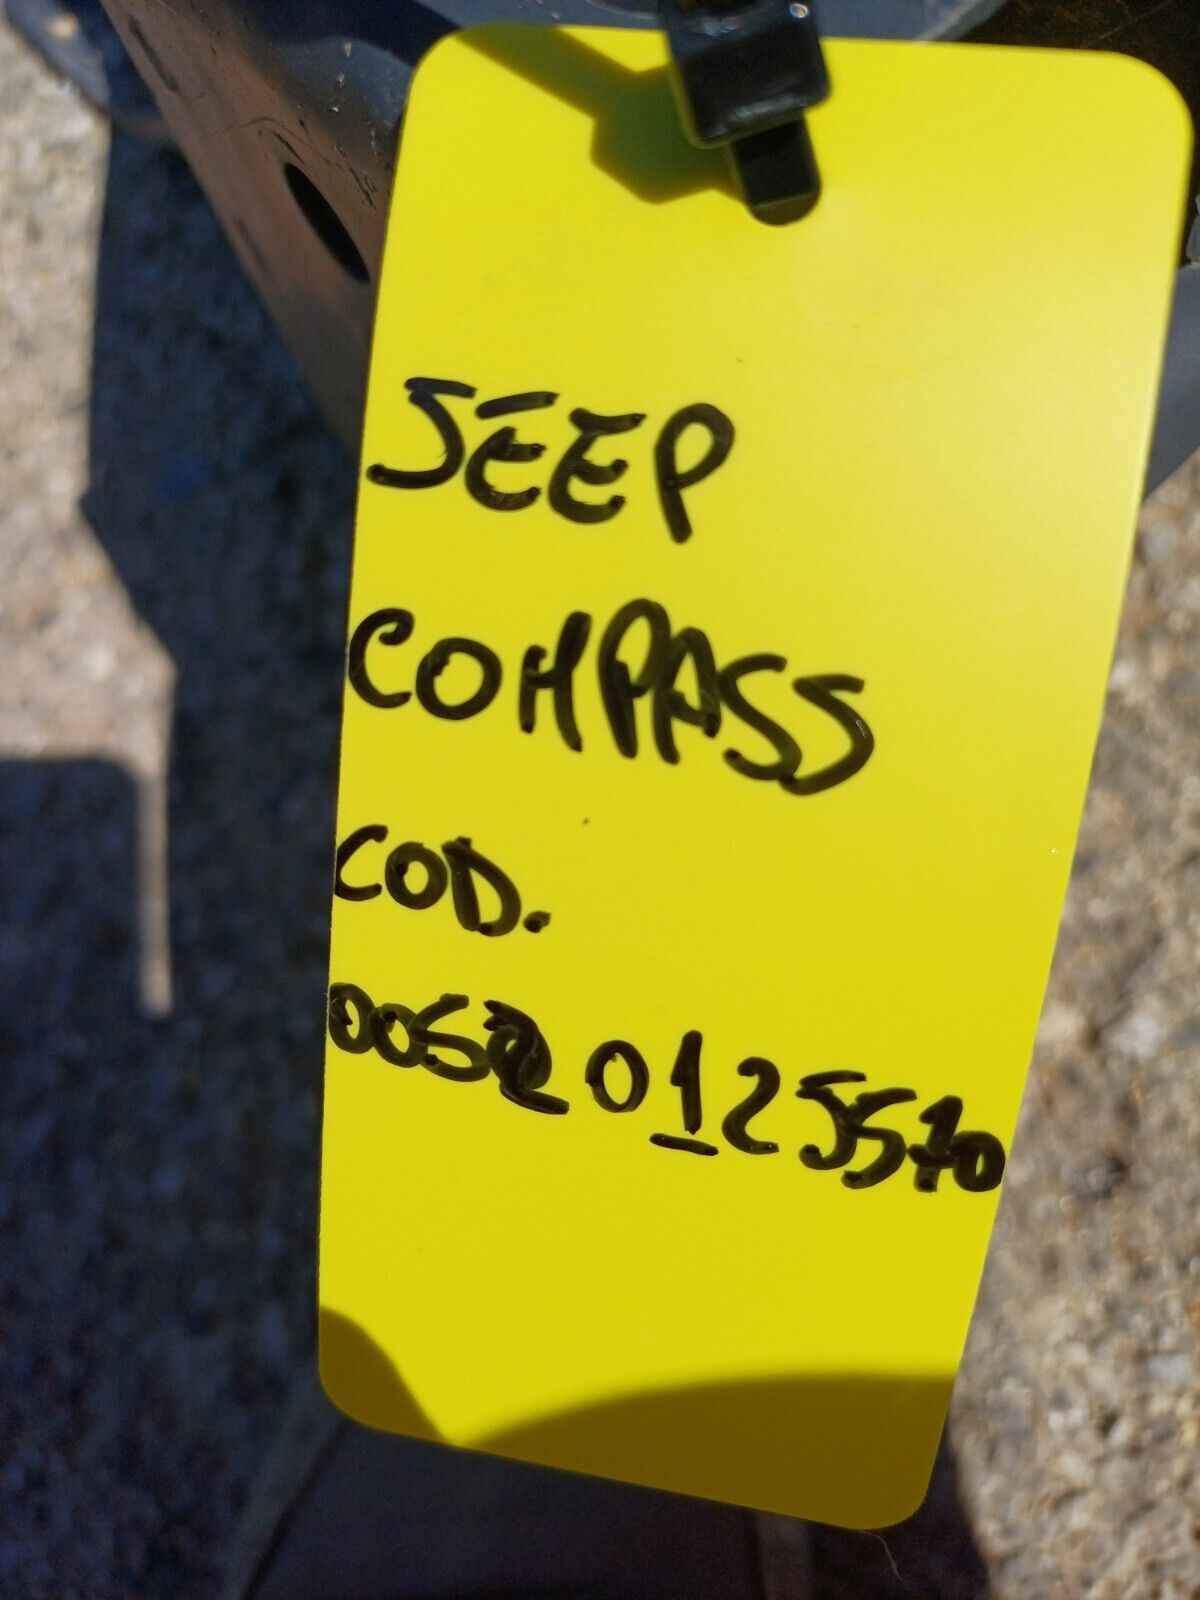 JEEP
COMPASS
COD.
00520125570